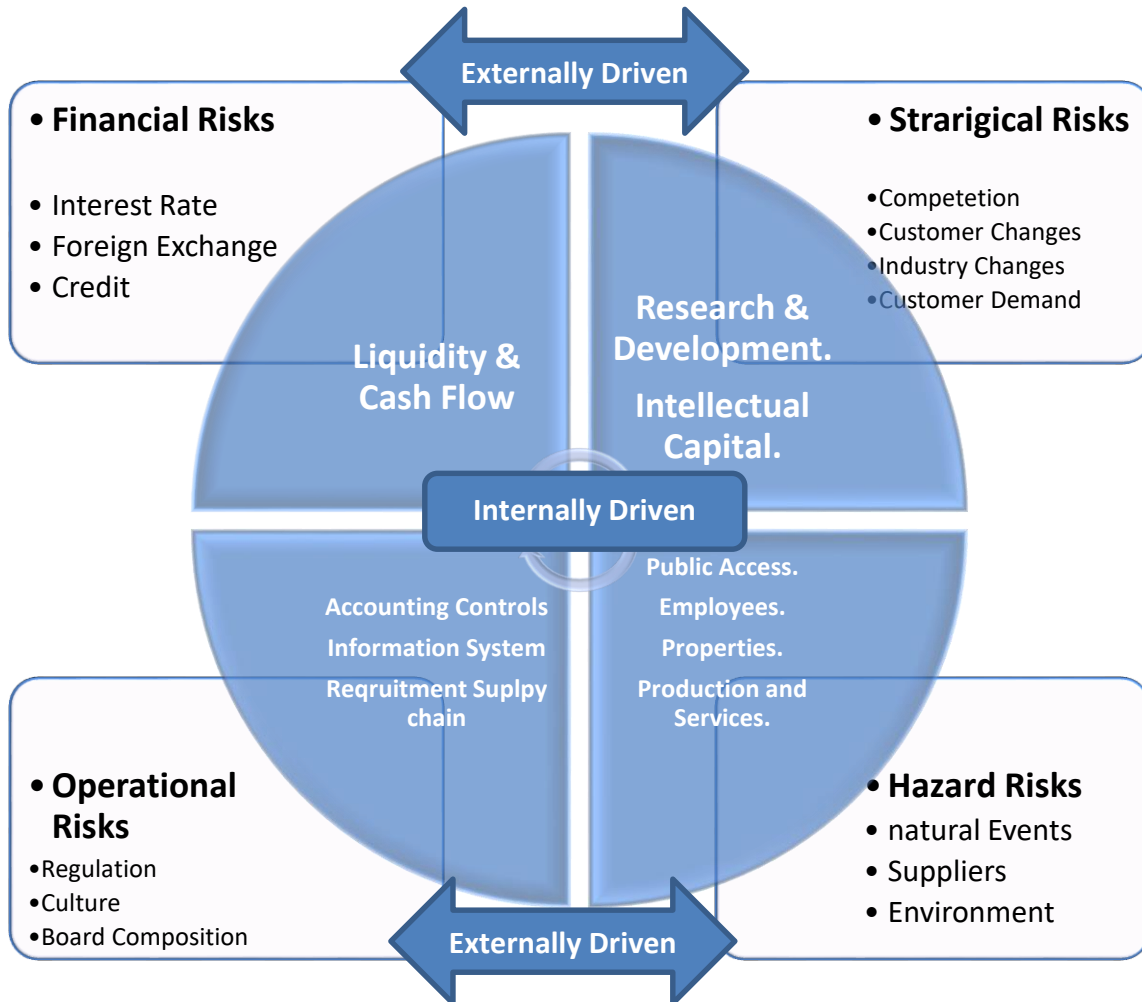 Externally Driven
• Financial Risks
• Interest Rate
• Foreign Exchange
• Credit
• Strarigical Risks
•Competetion
•Customer Changes
•Industry Changes
•Customer Demand
Liquidity &
Cash Flow
Research &
Development.
Intellectual
Capital.
Internally Driven
Accounting Controls
Information System
Reqruitment Suplpy
chain
Public Access.
Employees.
Properties.
Production and
Services.
• Operational
Risks
•Regulation
•Culture
•Board Composition
• Hazard Risks
• natural Events
• Suppliers
• Environment
Externally Driven